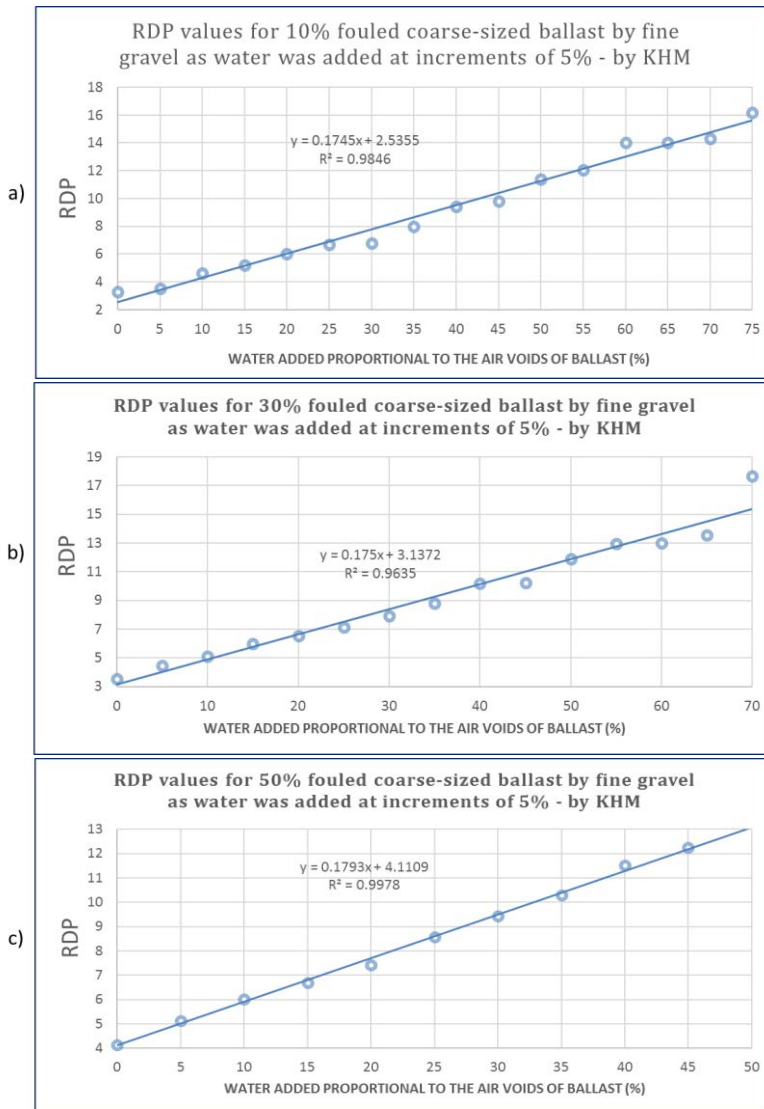 a)
RDP values for 10% fouled coarse-sized ballast by fine
gravel as water was added at increments of 5% - by KHM
18
16
14
12
10
8
6
4
2
RDP
y = 0.1745x + 2.5355
R² = 0.9846
0 5 10 15 20 25 30 35 40 45 50 55 60 65 70 75
WATER ADDED PROPORTIONAL TO THE AIR VOIDS OF BALLAST (%)
b)
RDP values for 30% fouled coarse-sized ballast by fine gravel
as water was added at increments of 5% - by KHM
19
17
15
13
11
9
7
5
3
RDP
y = 0.175x + 3.1372
R² = 0.9635
0 10 20 30 40 50 60 70
WATER ADDED PROPORTIONAL TO THE AIR VOIDS OF BALLAST (%)
c)
RDP values for 50% fouled coarse-sized ballast by fine gravel
as water was added at increments of 5% - by KHM
13
12
11
10
9
8
7
6
5
4
RDP
y = 0.1793x + 4.1109
R² = 0.9978
0 5 10 15 20 25 30 35 40 45 50
WATER ADDED PROPORTIONAL TO THE AIR VOIDS OF BALLAST (%)